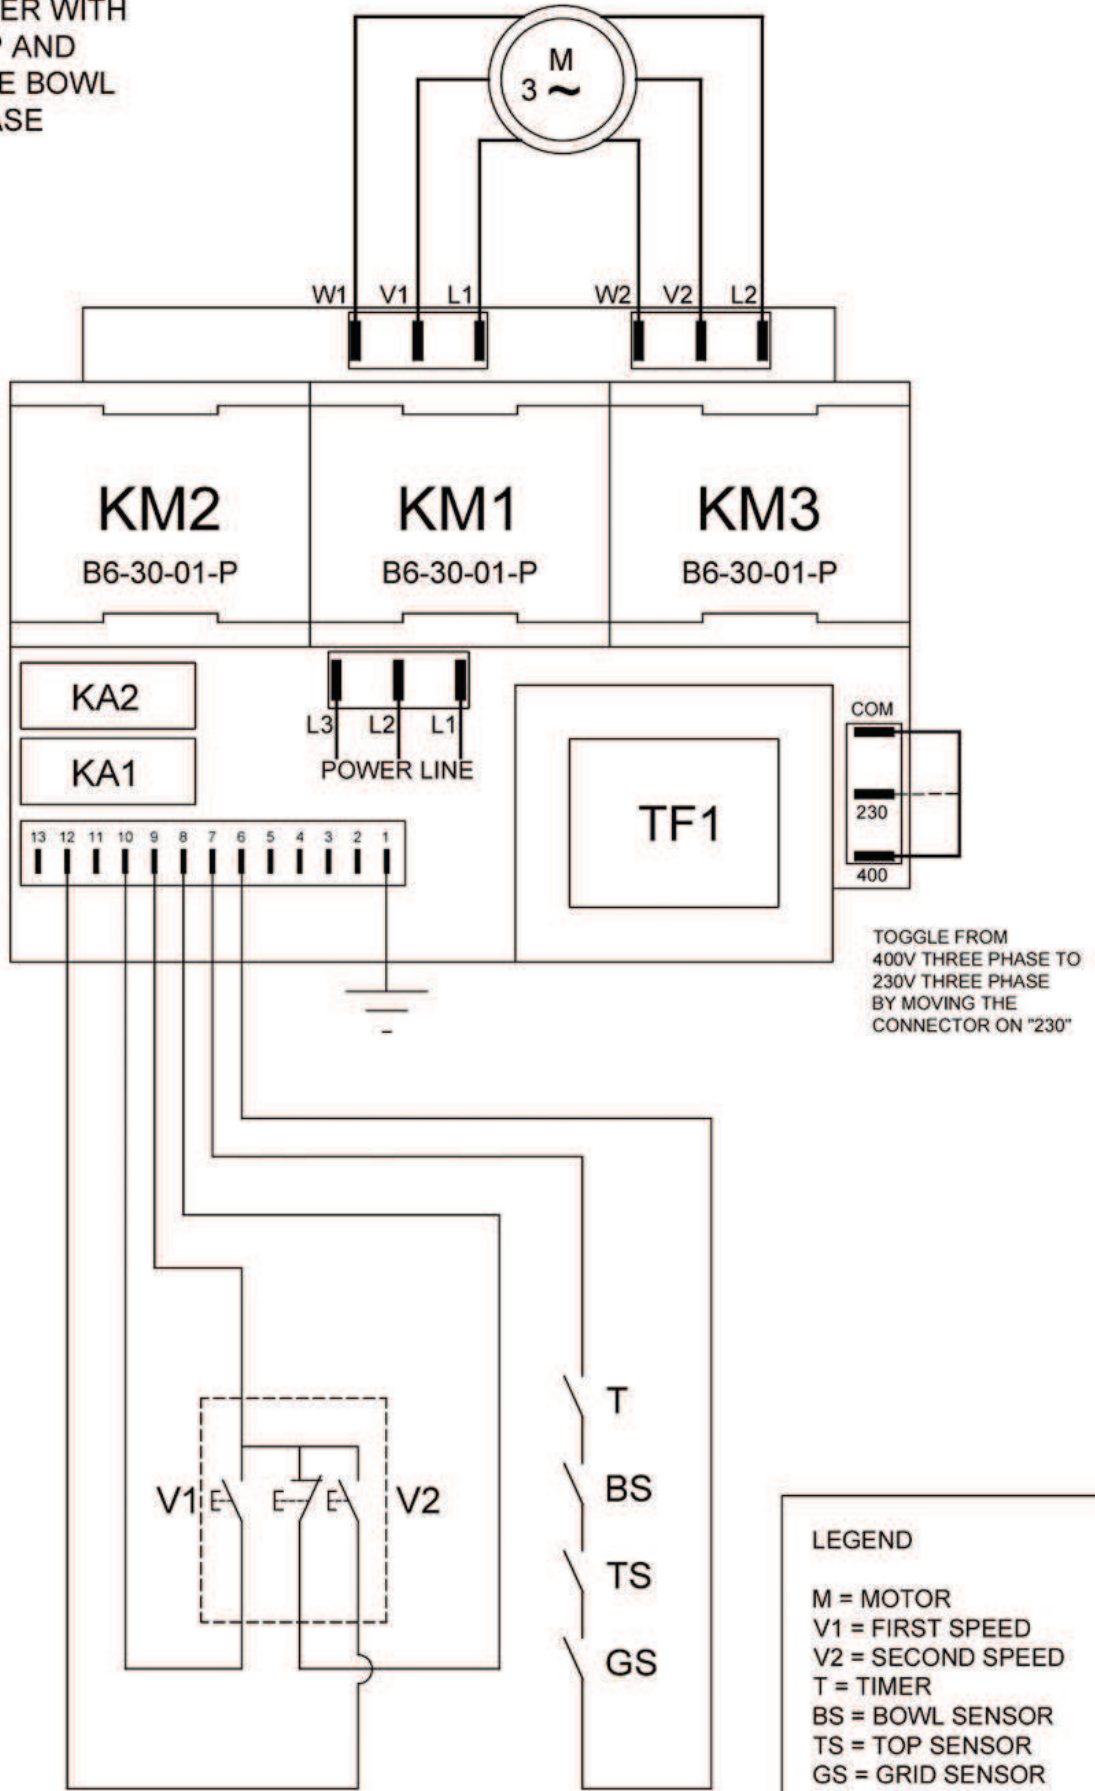 AND
BOWL
M
3 ~
W1 V1 L1 W2 V2 L2
KM2 KM1 KM3
B6-30-01-P B6-30-01-P B6-30-01-P
KA2
L3 L2 L1
POWER LINE
KA1
COM
230
400
TF1
13 12 11 10 9 8 7 6 5 4 3 2 1
TOGGLE FROM
400V THREE PHASE TO
230V THREE PHASE
BY MOVING THE
CONNECTOR ON "230"
T
BS
V1 V2
TS
GS
LEGEND
M = MOTOR
V1 = FIRST SPEED
V2 = SECOND SPEED
T = TIMER
BS = BOWL SENSOR
TS = TOP SENSOR
GS = GRID SENSOR